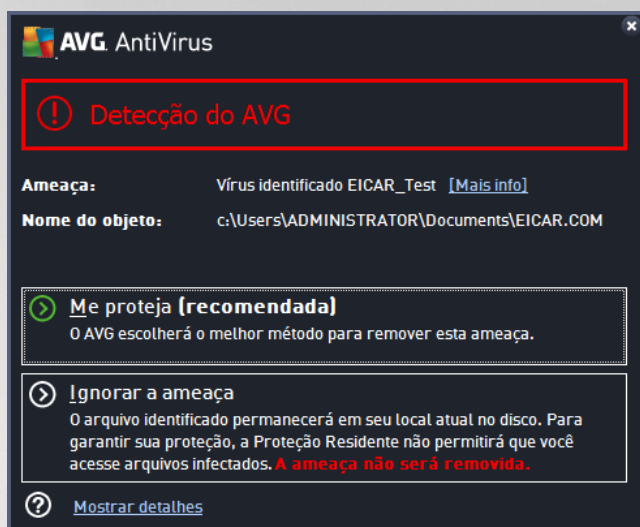 AVG. AntiVirus
Detecção do AVG
Ameaça: Vírus identificado EICAR_Test [Mais info]
Nome do objeto: c:\Users\ADMINISTRATOR\Documents\EICAR.COM
Me proteja (recomendada)
O AVG escolherá o melhor método para remover esta ameaça.
Ignorar a ameaça
O arquivo identificado permanecerá em seu local atual no disco. Para
garantir sua proteção, a Proteção Residente não permitirá que você
acesse arquivos infectados. A ameaça não será removida.
Mostrar detalhes